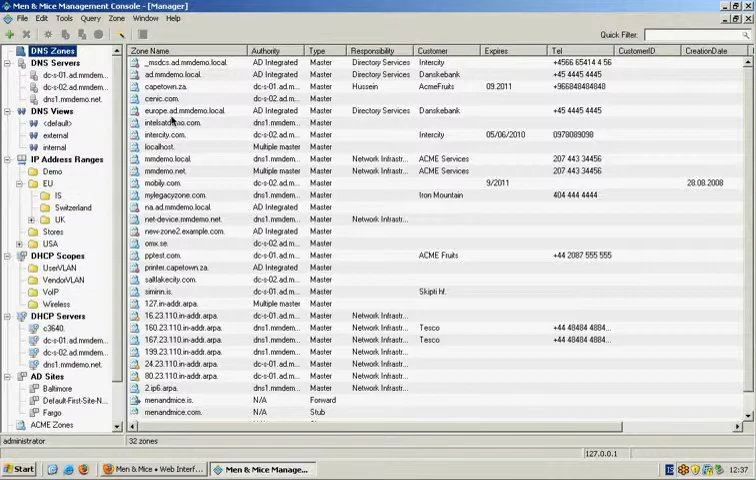 Men & Mice Management Console - [Manager]
File Edit Tools Query Zone Window Help
Quick Filter:
DNS Zones
DNS Servers
dc-s-01.ad.mmdem...
dc-s-02.ad.mmdem...
dns1.mmdemo.net.
DNS Views
<default>
external
internal
IP Address Ranges
Demo
EU
IS
Switzerland
UK
Stores
USA
DHCP Scopes
UserVLAN
VendorVLAN
VoIP
Wireless
DHCP Servers
c3640.
dc-s-01.ad.mmdem...
dc-s-02.ad.mmdem...
dns1.mmdemo.net.
AD Sites
Baltimore
Default-First-Site-N...
Fargo
ACME Zones
Zone Name Authority Type Responsibility Customer Expires Tel CustomerID CreationDate
_msdcs.ad.mmdemo.local. AD Integrated Master Directory Services Intercity +4566 65414 4 56
ad.mmdemo.local. AD Integrated Master Directory Services Danskebank +45 4445 4445
capetown.za. dc-s-01.ad.m... Master Hussein AcmeFruits 09.2011 +966848484848
cenic.com. dc-s-02.ad.m... Master
europe.ad.mmdemo.local. AD Integrated Master Directory Services Danskebank +45 4445 4445
dns1.mmdem... Master
intercity.com. dc-s-02.ad.m... Master Intercity 05/06/2010 0978089098
localhost. Multiple master Master
mmdemo.local. dns1.mmdem... Master Network Infrastr... ACME Services 207 443 34456
mmdemo.net. dns1.mmdem... Master Network Infrastr... ACME Services 207 443 34456
mobily.com. dc-s-02.ad.m... Master 9/2011 28.08.2008
mylegacyzone.com. dns1.mmdem... Master Iron Mountain 404 444 4444
na.ad.mmdemo.local. AD Integrated Master
net-device.mmdemo.net. dns1.mmdem... Master Network Infrastr...
new-zone2.example.com. AD Integrated Master
omx.se. dc-s-02.ad.m... Master
pptest.com. dc-s-01.ad.m... Master ACME Fruits +44 2087 555 555
printer.capetown.za. AD Integrated Master
saltlakecity.com. dc-s-02.ad.m... Master
siminn.is. dns1.mmdem... Master Skipti hf.
127.in-addr.arpa. Multiple master Master
16.23.110.in-addr.arpa. dc-s-01.ad.m... Master Network Infrastr...
160.23.110.in-addr.arpa. dns1.mmdem... Master Network Infrastr... Tesco +44 48484 4884...
167.23.110.in-addr.arpa. dns1.mmdem... Master Network Infrastr... Tesco +44 48484 4884...
199.23.110.in-addr.arpa. dns1.mmdem... Master Network Infrastr...
24.23.110.in-addr.arpa. dc-s-01.ad.m... Master Network Infrastr...
80.23.110.in-addr.arpa. dc-s-01.ad.m... Master Network Infrastr...
2.ip6.arpa. dns1.mmdem... Master Network Infrastr...
menandmice.is. N/A Forward
menandmice.com. N/A Stub
administrator 32 zones
127.0.0.1
Start Men & Mice • Web Interf... Men & Mice Manage... IS 12:37